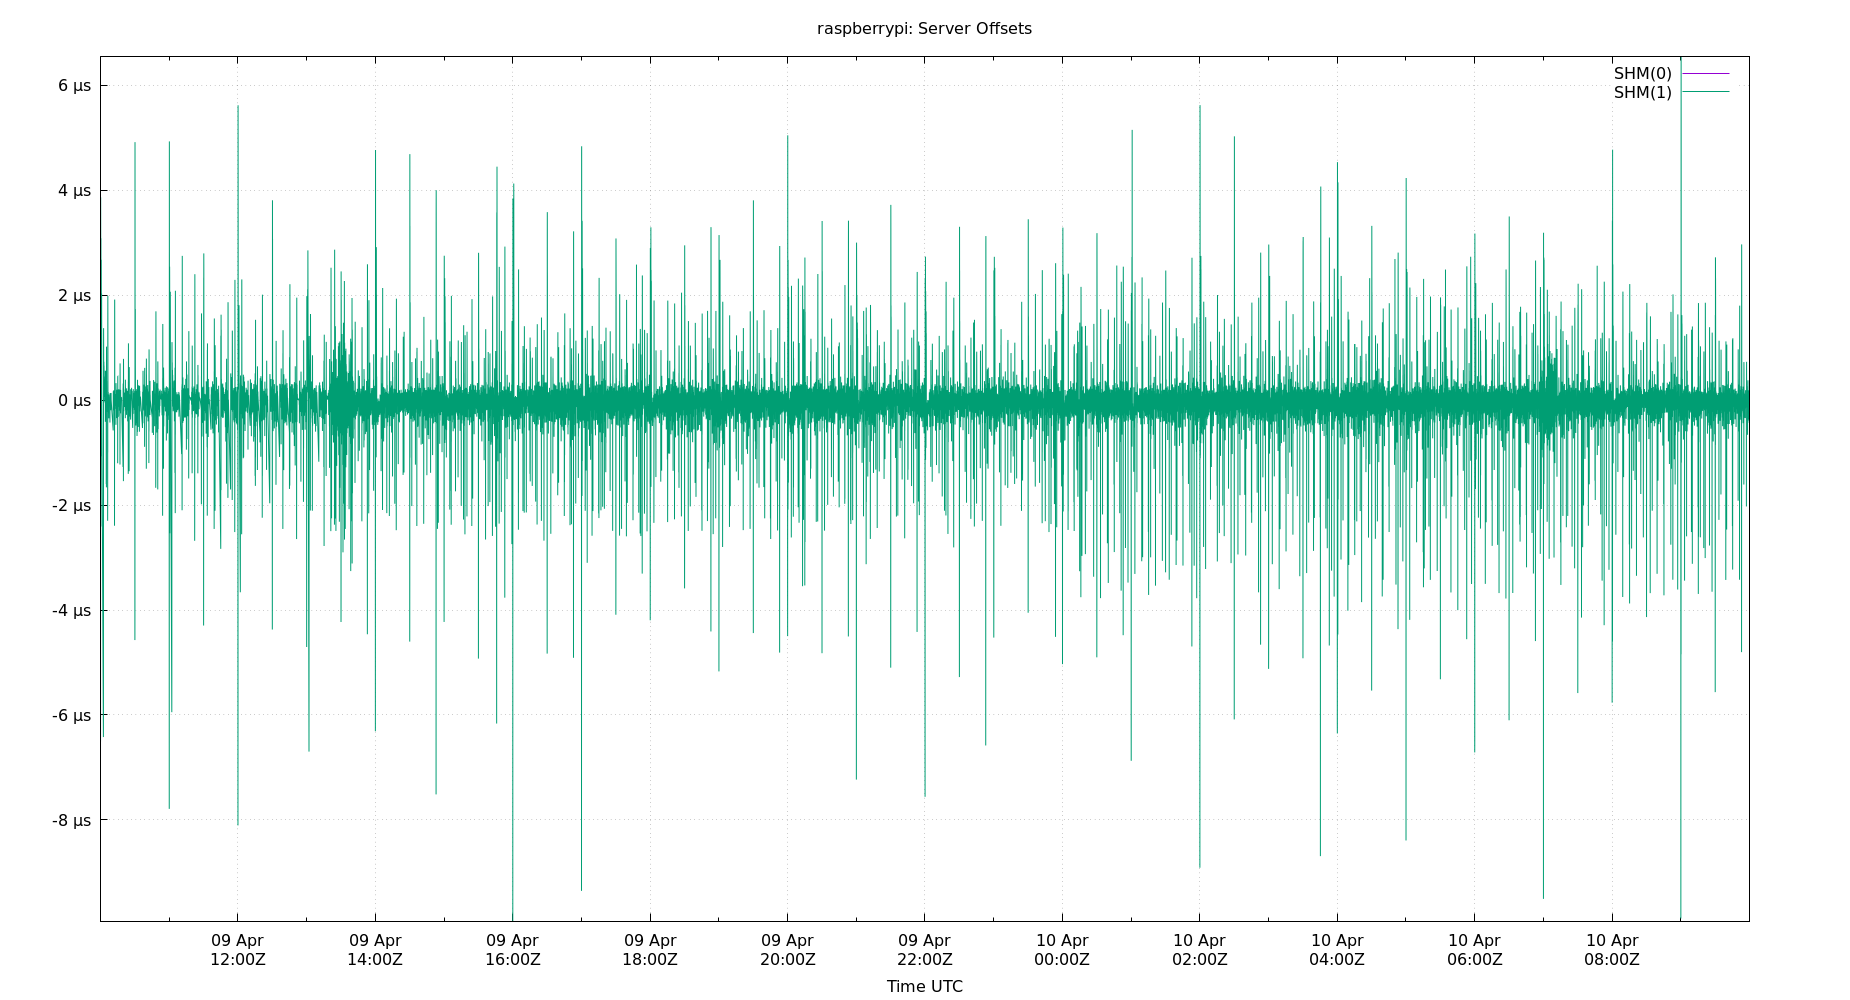 raspberrypi: Server Offsets
SHM(0)
SHM(1)
6 µs
4 µs
2 µs
0 µs
-2 µs
-4 µs
-6 µs
-8 µs
09 Apr 09 Apr 09 Apr 09 Apr 09 Apr 09 Apr 10 Apr 10 Apr 10 Apr 10 Apr 10 Apr
12:00Z 14:00Z 16:00Z 18:00Z 20:00Z 22:00Z 00:00Z 02:00Z 04:00Z 06:00Z 08:00Z
Time UTC